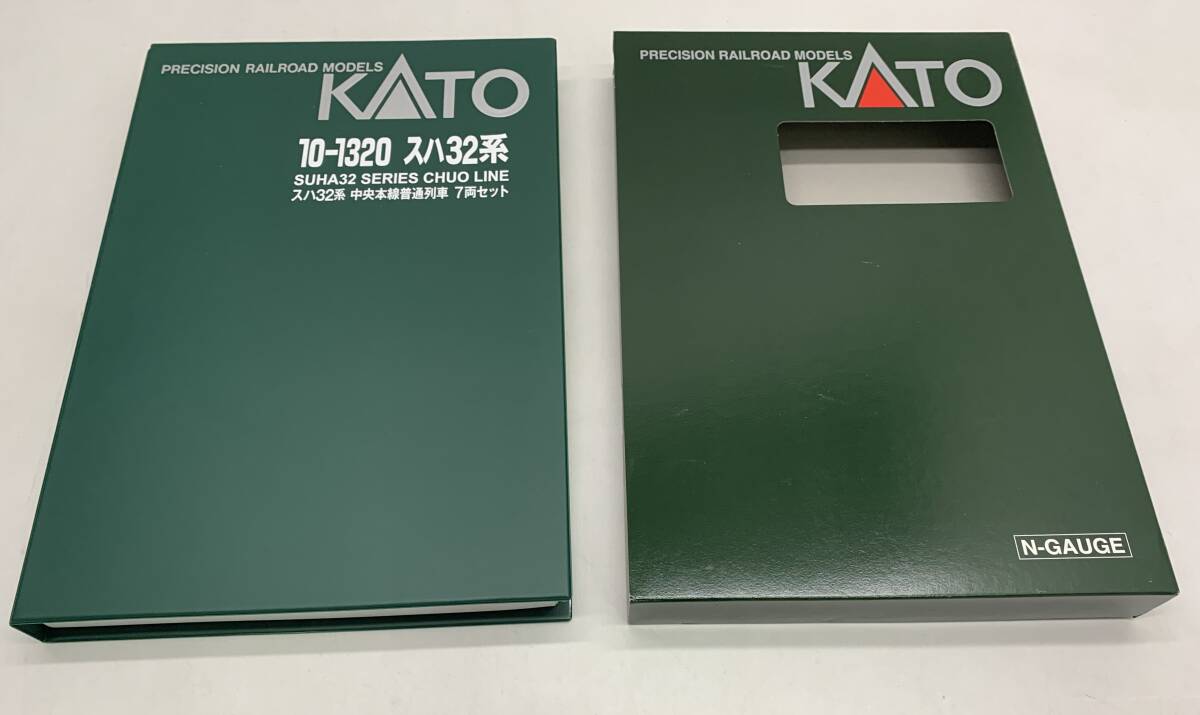 PRECISION RAILROAD MODELS
KATO
10-1320 スハ32系
SUHA32 SERIES CHUO LINE
スハ32系 中央本線普通列車 7両セット
PRECISION RAILROAD MODELS
KATO
N-GAUGE